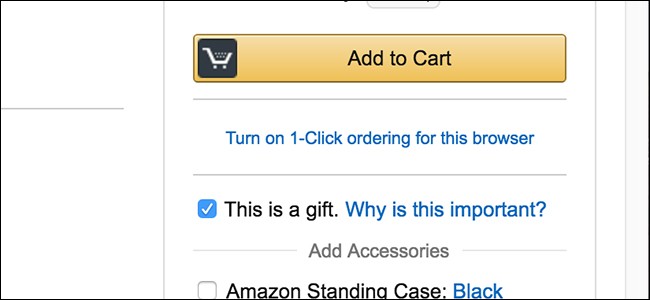 Add to Cart
Turn on 1-Click ordering for this browser
This is a gift. Why is this important?
Add Accessories
Amazon Standing Case: Black